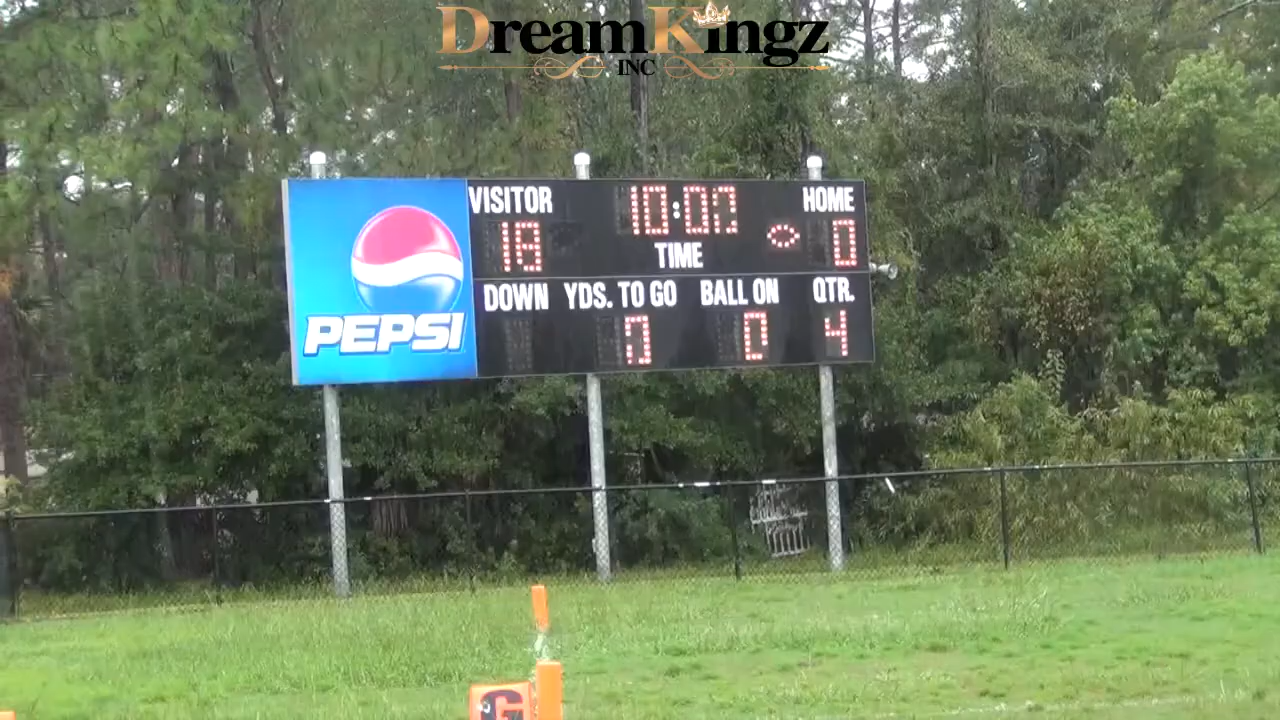 DreamKingz
INC
VISITOR 10:00 HOME
18 TIME 0
DOWN YDS. TO GO BALL ON QTR.
0 0 4
PEPSI
G